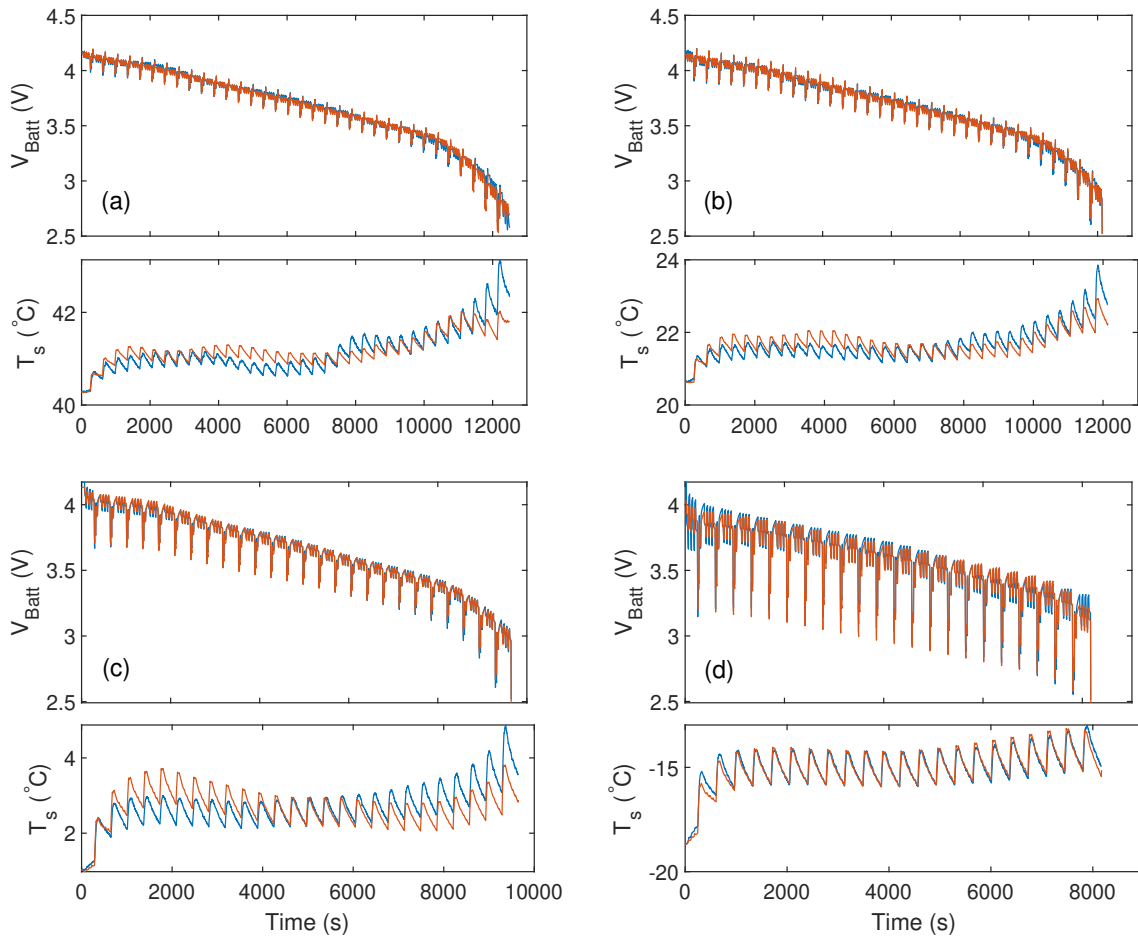 4.5
4
3.5
3
2.5
V_Batt (V)
(a)
42
40
T_s (°C)
0 2000 4000 6000 8000 10000 12000
4.5
4
3.5
3
2.5
V_Batt (V)
(b)
24
22
20
T_s (°C)
0 2000 4000 6000 8000 10000 12000
4
3.5
3
2.5
V_Batt (V)
(c)
4
2
T_s (°C)
0 2000 4000 6000 8000 10000
Time (s)
4
3.5
3
2.5
V_Batt (V)
(d)
-15
-20
T_s (°C)
0 2000 4000 6000 8000
Time (s)